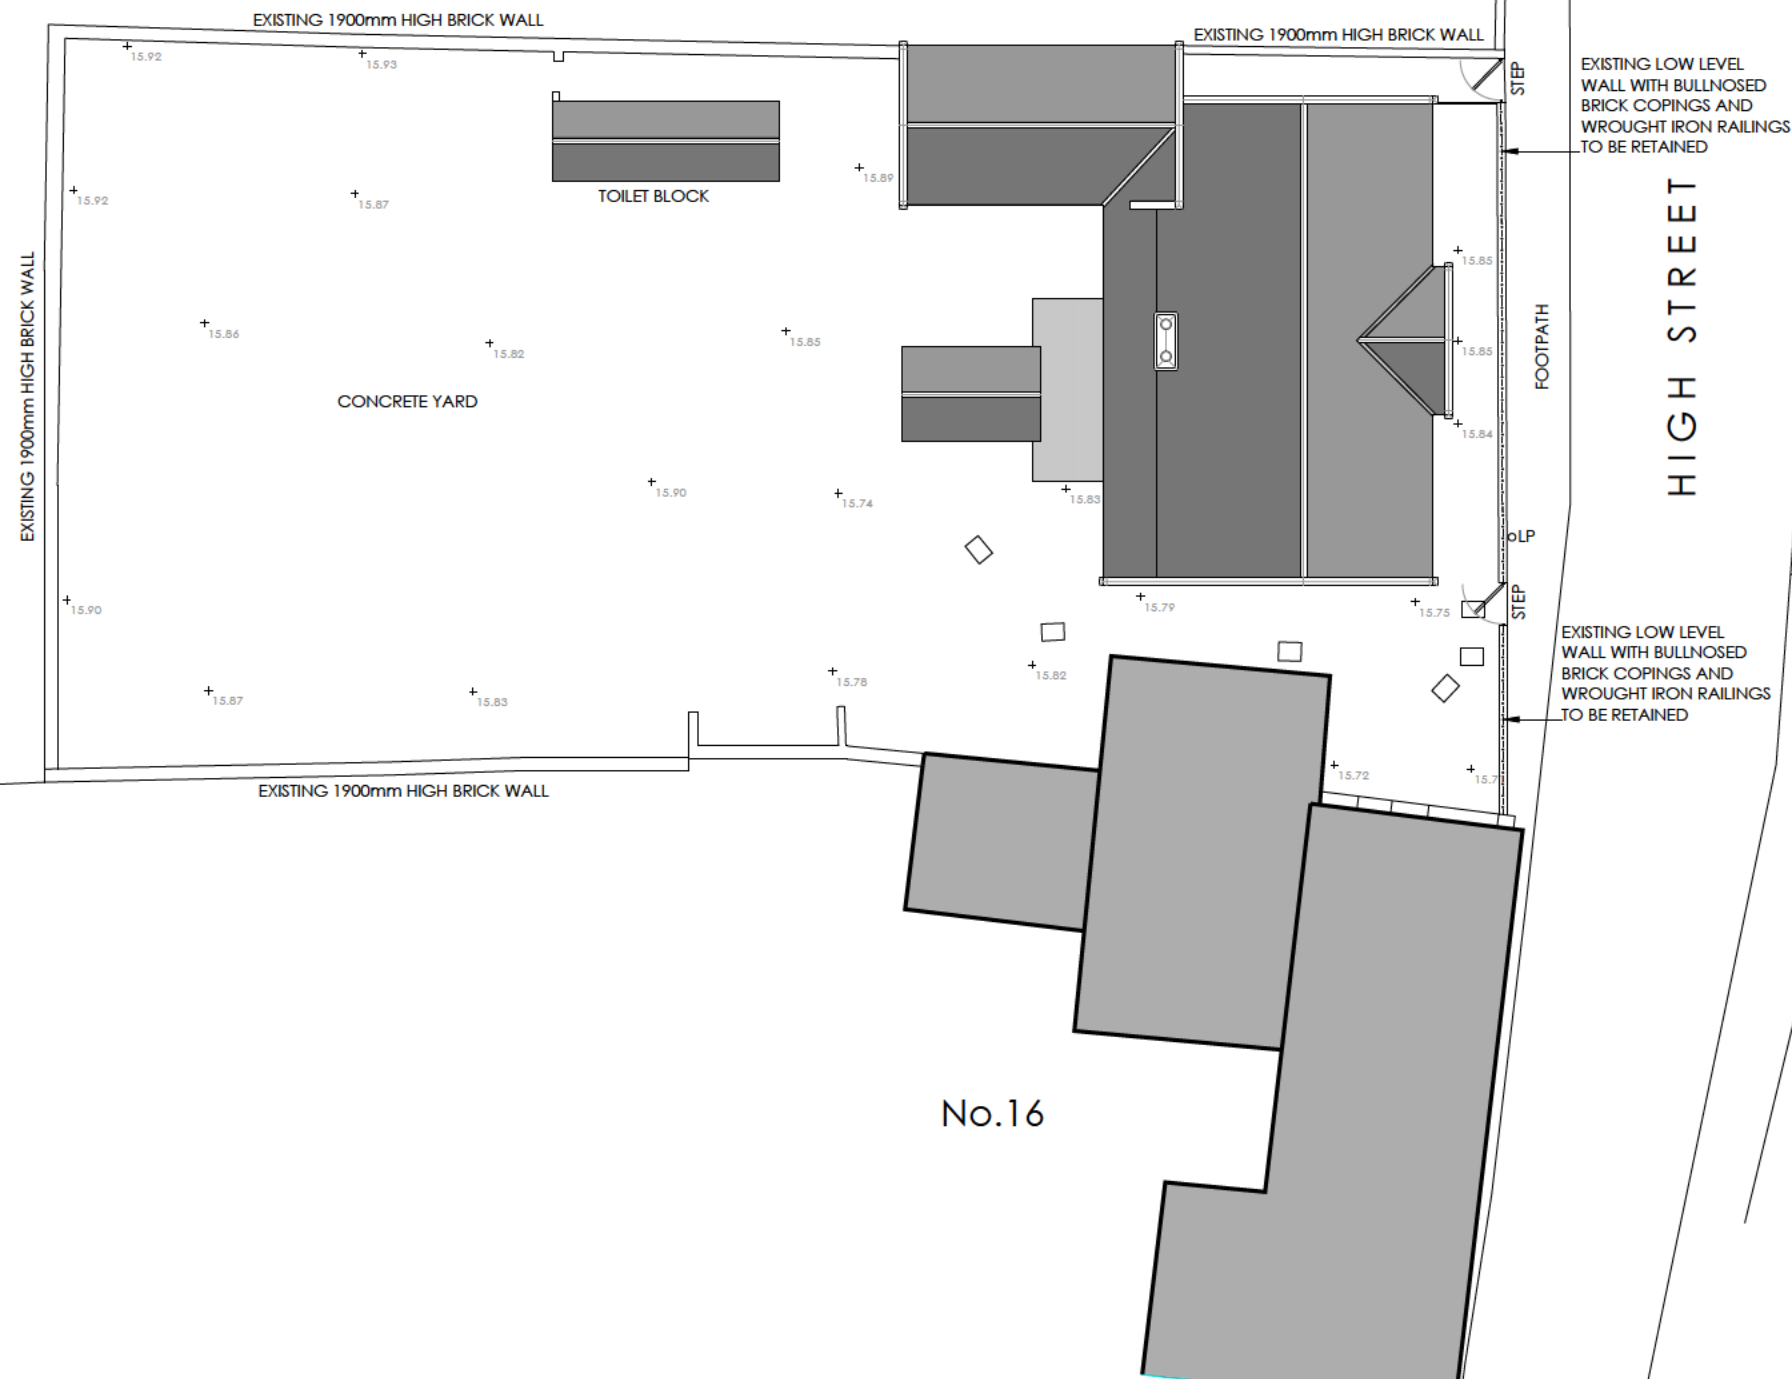 EXISTING 1900mm HIGH BRICK WALL
EXISTING 1900mm HIGH BRICK WALL
15.92
15.93
STEP
EXISTING LOW LEVEL
WALL WITH BULLNOSED
BRICK COPINGS AND
WROUGHT IRON RAILINGS
TO BE RETAINED
15.92
15.87
TOILET BLOCK
15.89
HIGH STREET
EXISTING 1900mm HIGH BRICK WALL
15.85
15.86
15.82
15.85
15.85
FOOTPATH
CONCRETE YARD
15.84
15.90
15.74
15.83
LP
15.90
15.79
15.75
STEP
EXISTING LOW LEVEL
WALL WITH BULLNOSED
BRICK COPINGS AND
WROUGHT IRON RAILINGS
TO BE RETAINED
15.87
15.83
15.78
15.82
15.72
EXISTING 1900mm HIGH BRICK WALL
No.16